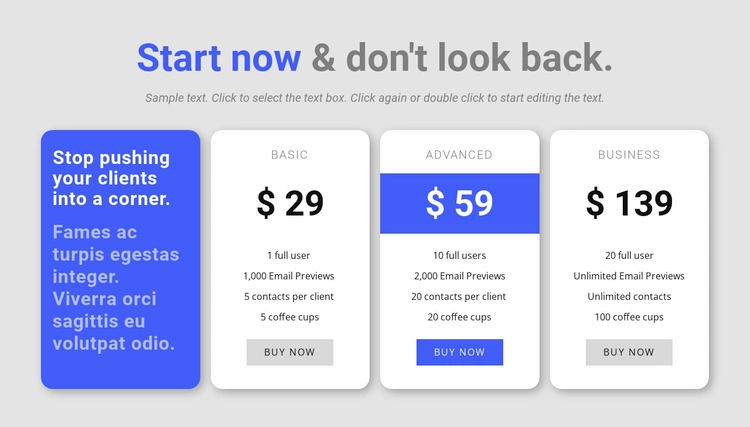 Start now & don't look back.
Sample text. Click to select the text box. Click again or double click to start editing the text.
Stop pushing
your clients
into a corner.
Fames ac
turpis egestas
integer.
Viverra orci
sagittis eu
volutpat odio.
BASIC
$ 29
1 full user
1,000 Email Previews
5 contacts per client
5 coffee cups
BUY NOW
ADVANCED
$ 59
10 full users
2,000 Email Previews
20 contacts per client
20 coffee cups
BUY NOW
BUSINESS
$ 139
20 full user
Unlimited Email Previews
Unlimited contacts
100 coffee cups
BUY NOW